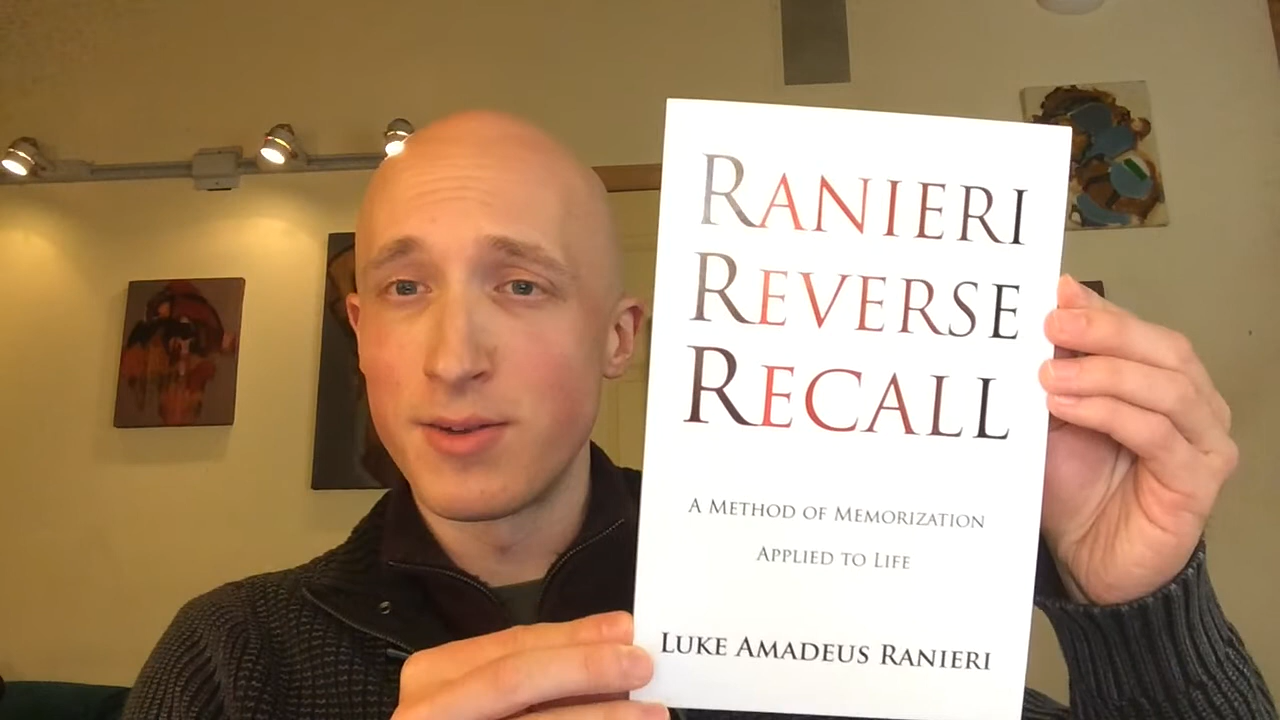 RANIERI
REVERSE
RECALL
A METHOD OF MEMORIZATION
APPLIED TO LIFE
LUKE AMADEUS RANIERI